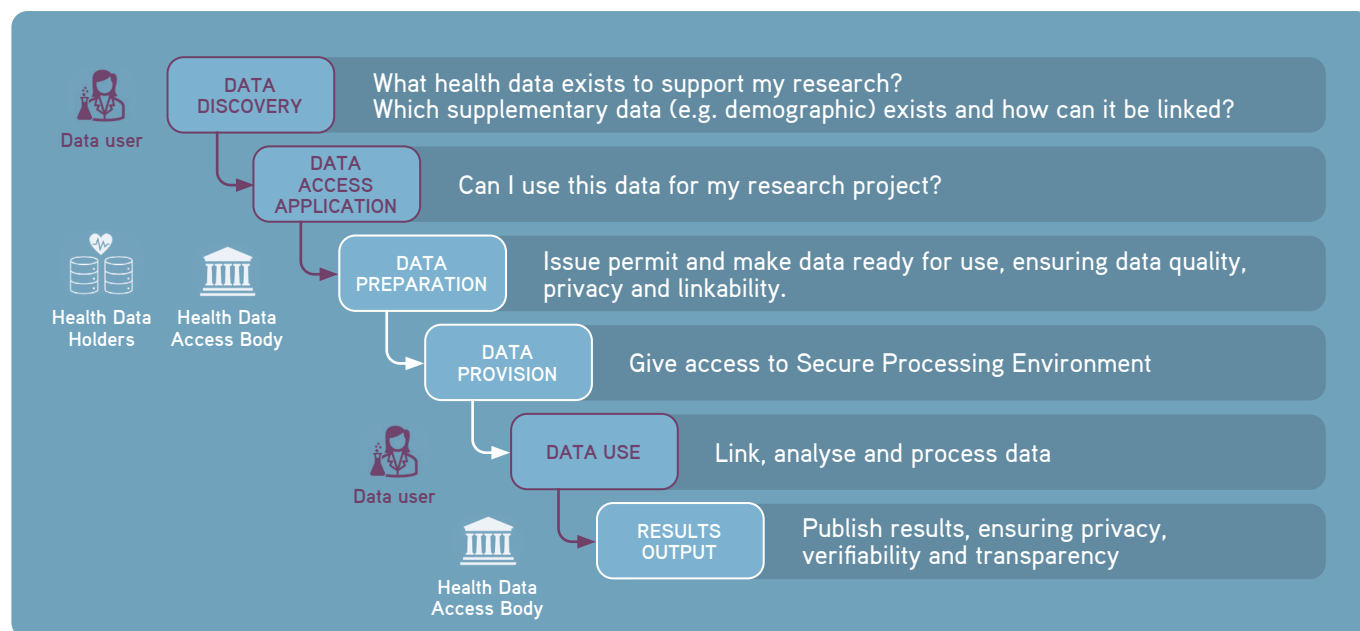 DATA
DISCOVERY
What health data exists to support my research?
Which supplementary data (e.g. demographic) exists and how can it be linked?
Data user
DATA
ACCESS
APPLICATION
Can I use this data for my research project?
Health Data
Holders
Health Data
Access Body
DATA
PREPARATION
Issue permit and make data ready for use, ensuring data quality,
privacy and linkability.
DATA
PROVISION
Give access to Secure Processing Environment
Data user
DATA USE
Link, analyse and process data
Health Data
Access Body
RESULTS
OUTPUT
Publish results, ensuring privacy,
verifiability and transparency